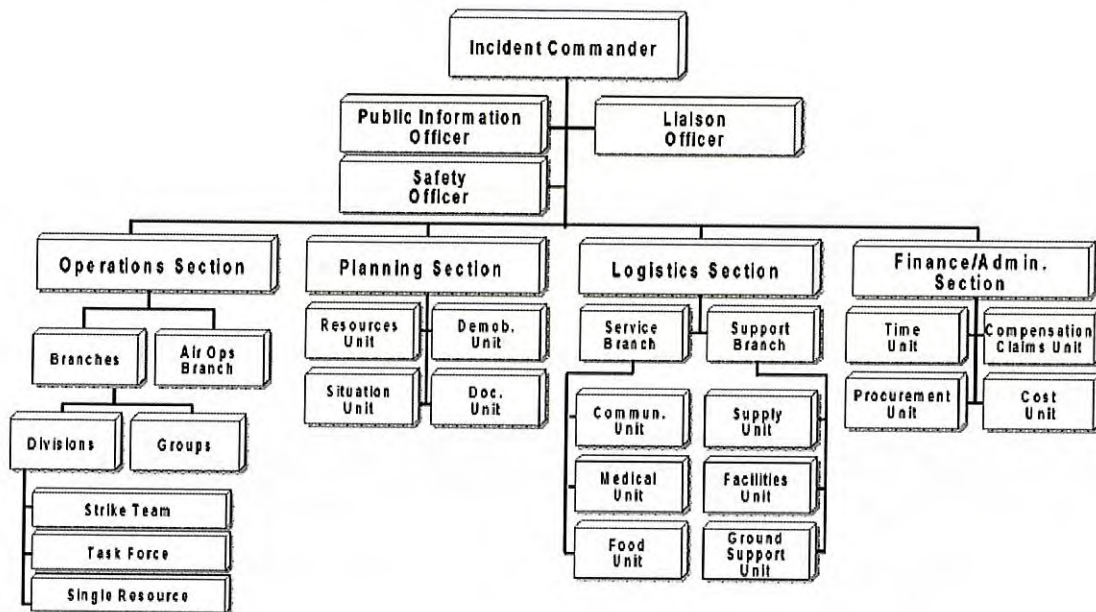 Incident Commander
Public Information
Officer
Liaison
Officer
Safety
Officer
Operations Section
Planning Section
Logistics Section
Finance/Admin.
Section
Branches
Air Ops
Branch
Divisions
Groups
Strike Team
Task Force
Single Resource
Resources
Unit
Demob.
Unit
Situation
Unit
Doc.
Unit
Service
Branch
Support
Branch
Commun.
Unit
Supply
Unit
Medical
Unit
Facilities
Unit
Food
Unit
Ground
Support
Unit
Time
Unit
Compensation
Claims Unit
Procurement
Unit
Cost
Unit